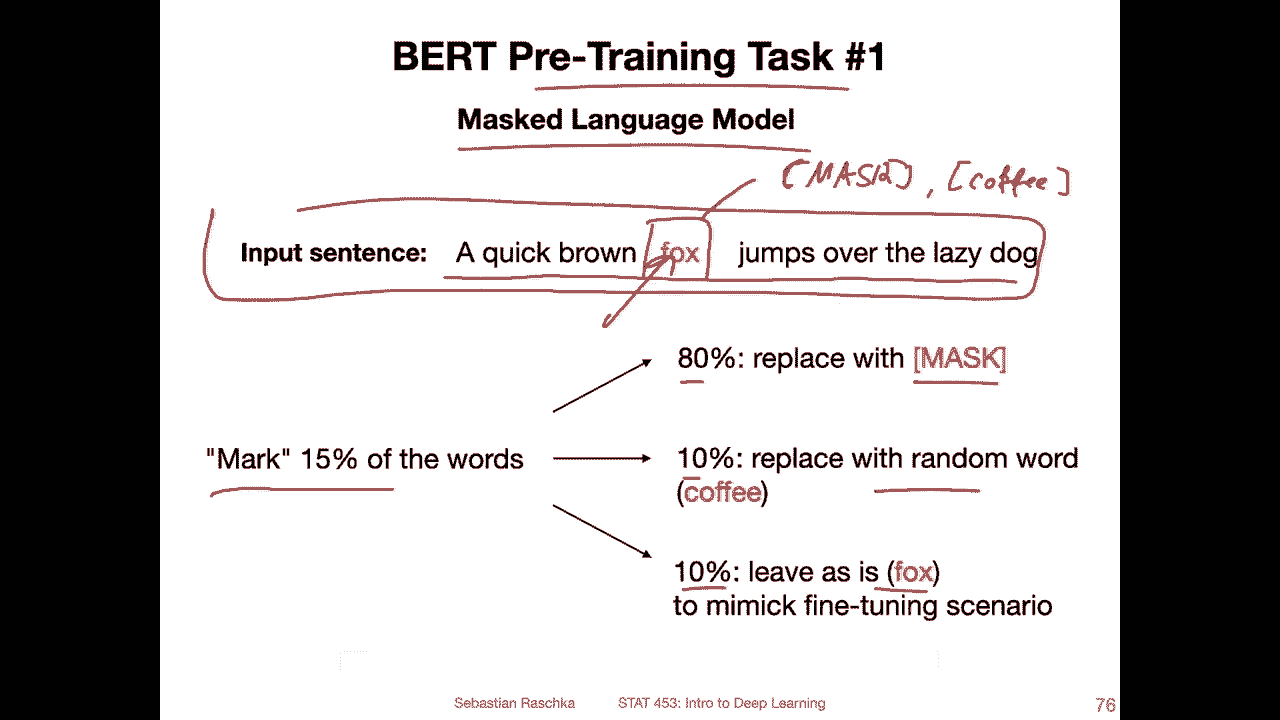 BERT Pre-Training Task #1
Masked Language Model
[MASK], [coffee]
Input sentence: A quick brown fox jumps over the lazy dog
80%: replace with [MASK]
"Mark" 15% of the words
10%: replace with random word
(coffee)
10%: leave as is (fox)
to mimick fine-tuning scenario
Sebastian Raschka STAT 453: Intro to Deep Learning 76